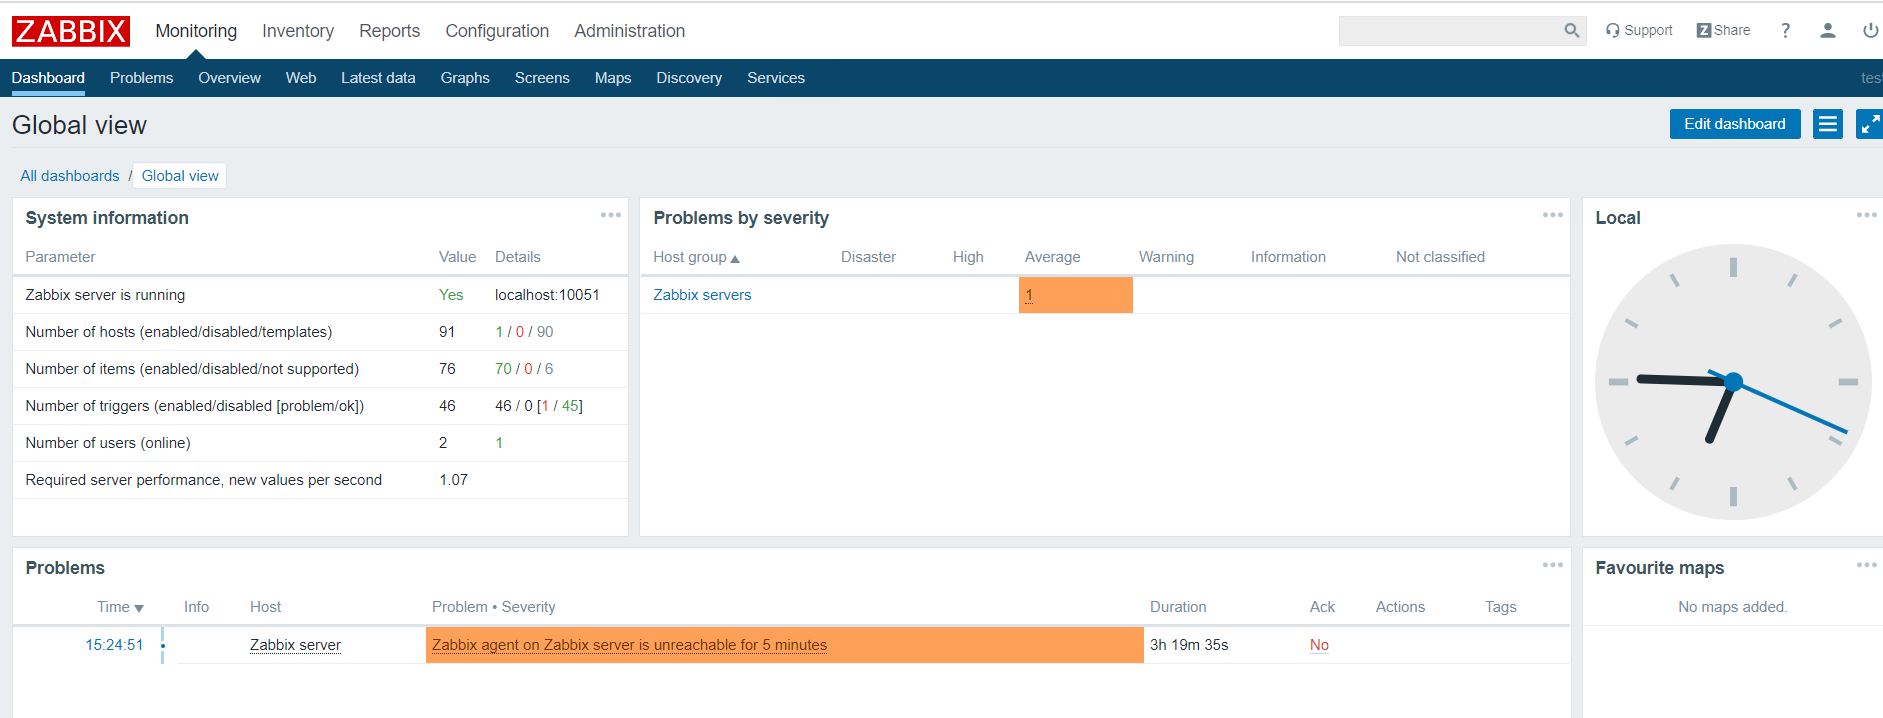 ZABBIX Monitoring Inventory Reports Configuration Administration Support Z Share ?
Dashboard Problems Overview Web Latest data Graphs Screens Maps Discovery Services
Global view Edit dashboard
All dashboards / Global view
System information
Parameter Value Details
Zabbix server is running Yes localhost:10051
Number of hosts (enabled/disabled/templates) 91 1 / 0 / 90
Number of items (enabled/disabled/not supported) 76 70 / 0 / 6
Number of triggers (enabled/disabled [problem/ok]) 46 46 / 0 [1 / 45]
Number of users (online) 2 1
Required server performance, new values per second 1.07
Problems by severity
Host group Disaster High Average Warning Information Not classified
Zabbix servers 1
Local
Problems
Time Info Host Problem • Severity Duration Ack Actions Tags
15:24:51 Zabbix server Zabbix agent on Zabbix server is unreachable for 5 minutes 3h 19m 35s No
Favourite maps
No maps added.